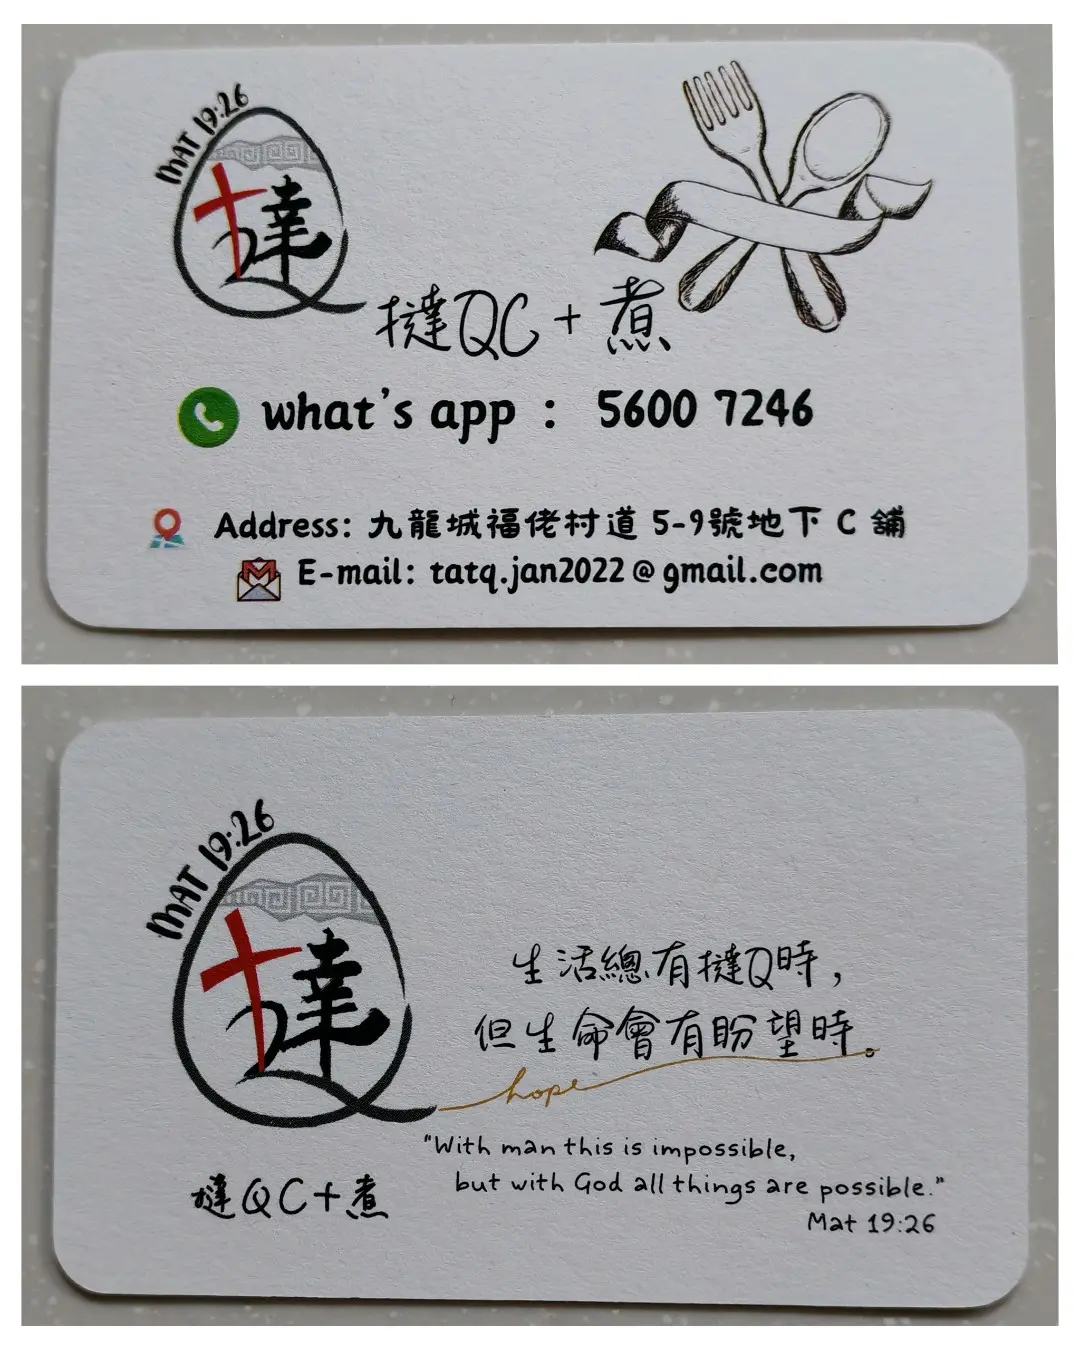 MAT 19:26
達
撻QC + 煮
what's app : 5600 7246
Address: 九龍城福佬村道 5-9號地下 C 舖
E-mail: tatq.jan2022@gmail.com
MAT 19:26
達
生活總有撻Q時，
但生命會有盼望時。
hope
"With man this is impossible,
but with God all things are possible."
Mat 19:26
撻QC+煮